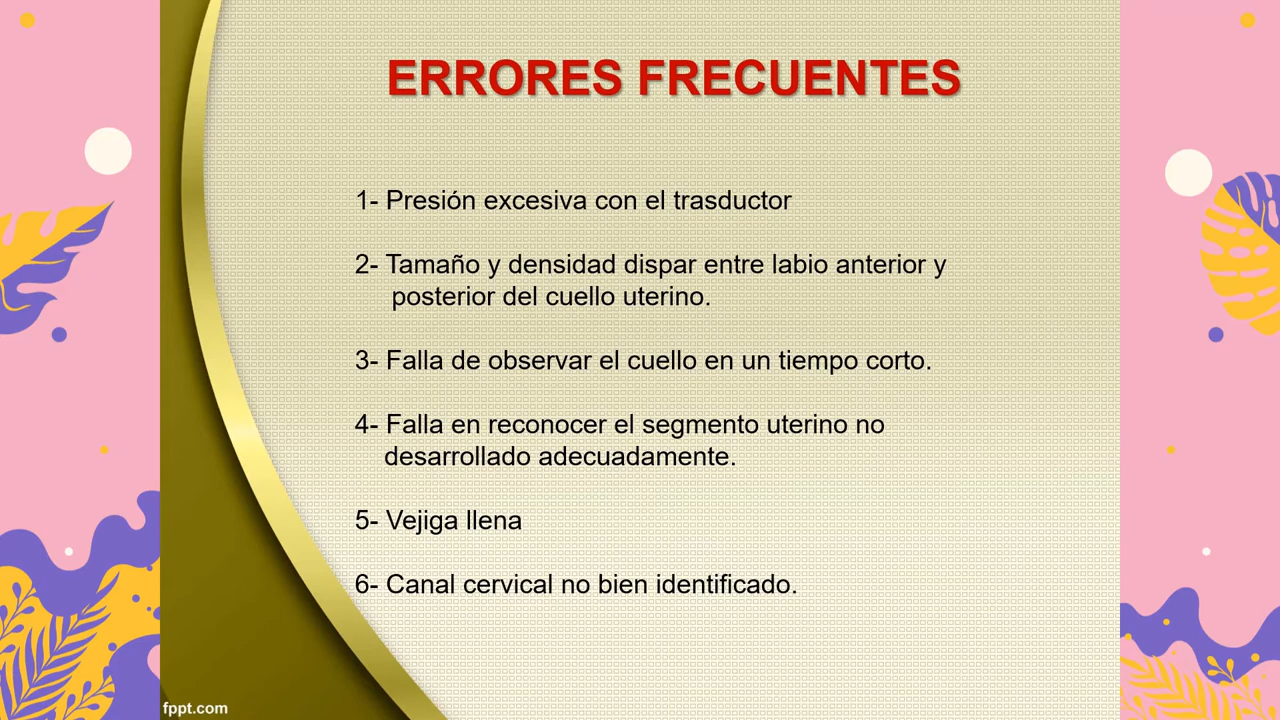 ERRORES FRECUENTES
1- Presión excesiva con el trasductor
2- Tamaño y densidad dispar entre labio anterior y
posterior del cuello uterino.
3- Falla de observar el cuello en un tiempo corto.
4- Falla en reconocer el segmento uterino no
desarrollado adecuadamente.
5- Vejiga llena
6- Canal cervical no bien identificado.
fppt.com